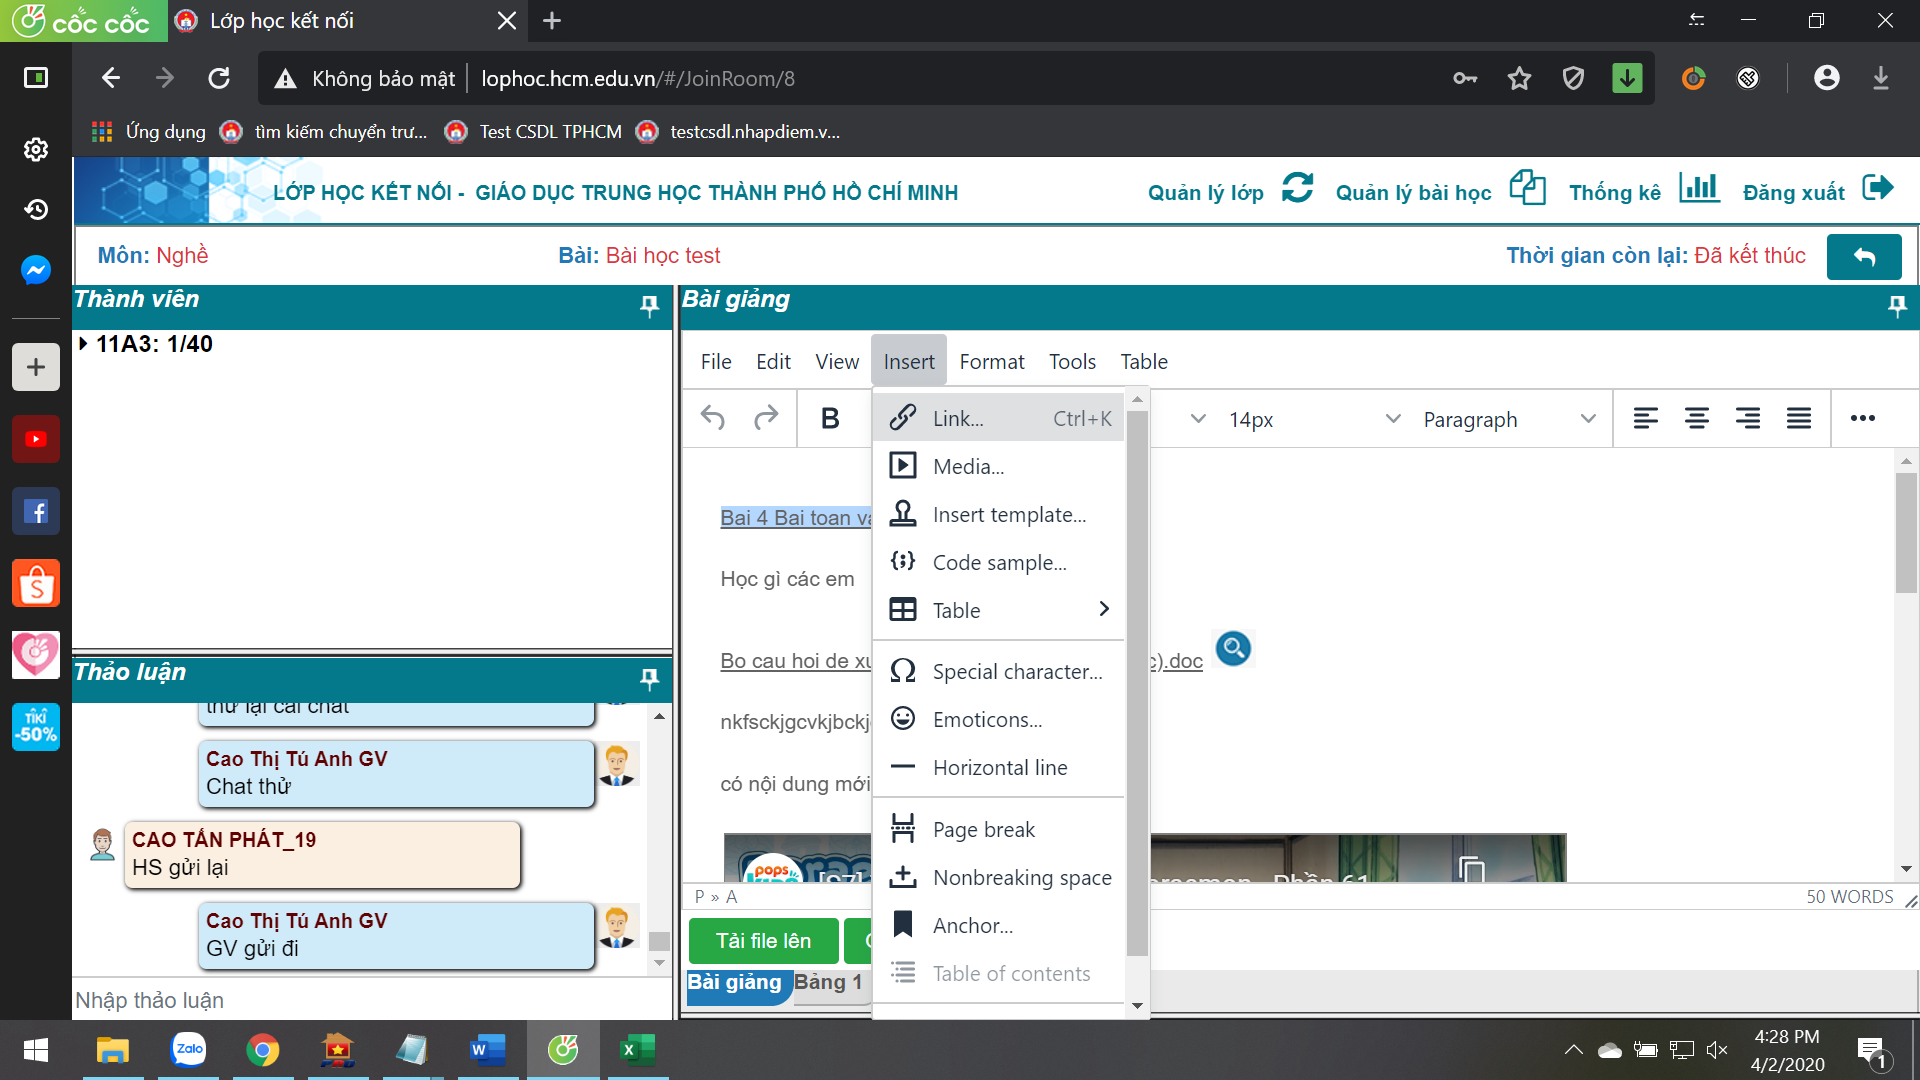 cốc cốc
Lớp học kết nối
Không bảo mật
lophoc.hcm.edu.vn/#/JoinRoom/8
Ứng dụng
tìm kiếm chuyển trư...
Test CSDL TPHCM
testcsdl.nhapdiem.v...
LỚP HỌC KẾT NỐI - GIÁO DỤC TRUNG HỌC THÀNH PHỐ HỒ CHÍ MINH
Quản lý lớp
Quản lý bài học
Thống kê
Đăng xuất
Môn: Nghề
Bài: Bài học test
Thời gian còn lại: Đã kết thúc
Thành viên
11A3: 1/40
Thảo luận
thử lại cái chat
Cao Thị Tú Anh GV
Chat thử
CAO TẤN PHÁT_19
HS gửi lại
Cao Thị Tú Anh GV
GV gửi đi
Nhập thảo luận
Bài giảng
File Edit View Insert Format Tools Table
B
14px
Paragraph
Link... Ctrl+K
Media...
Insert template...
Code sample...
Table
Special character...
Emoticons...
Horizontal line
Page break
Nonbreaking space
Anchor...
Table of contents
Bai 4 Bai toan
Học gì các em
Bo cau hoi de
c).doc
có nội dung mới
pops
Phần 61
P » A
50 WORDS
Tải file lên
Bài giảng
Bảng 1
TIKI
-50%
Zalo
4:28 PM
4/2/2020
1